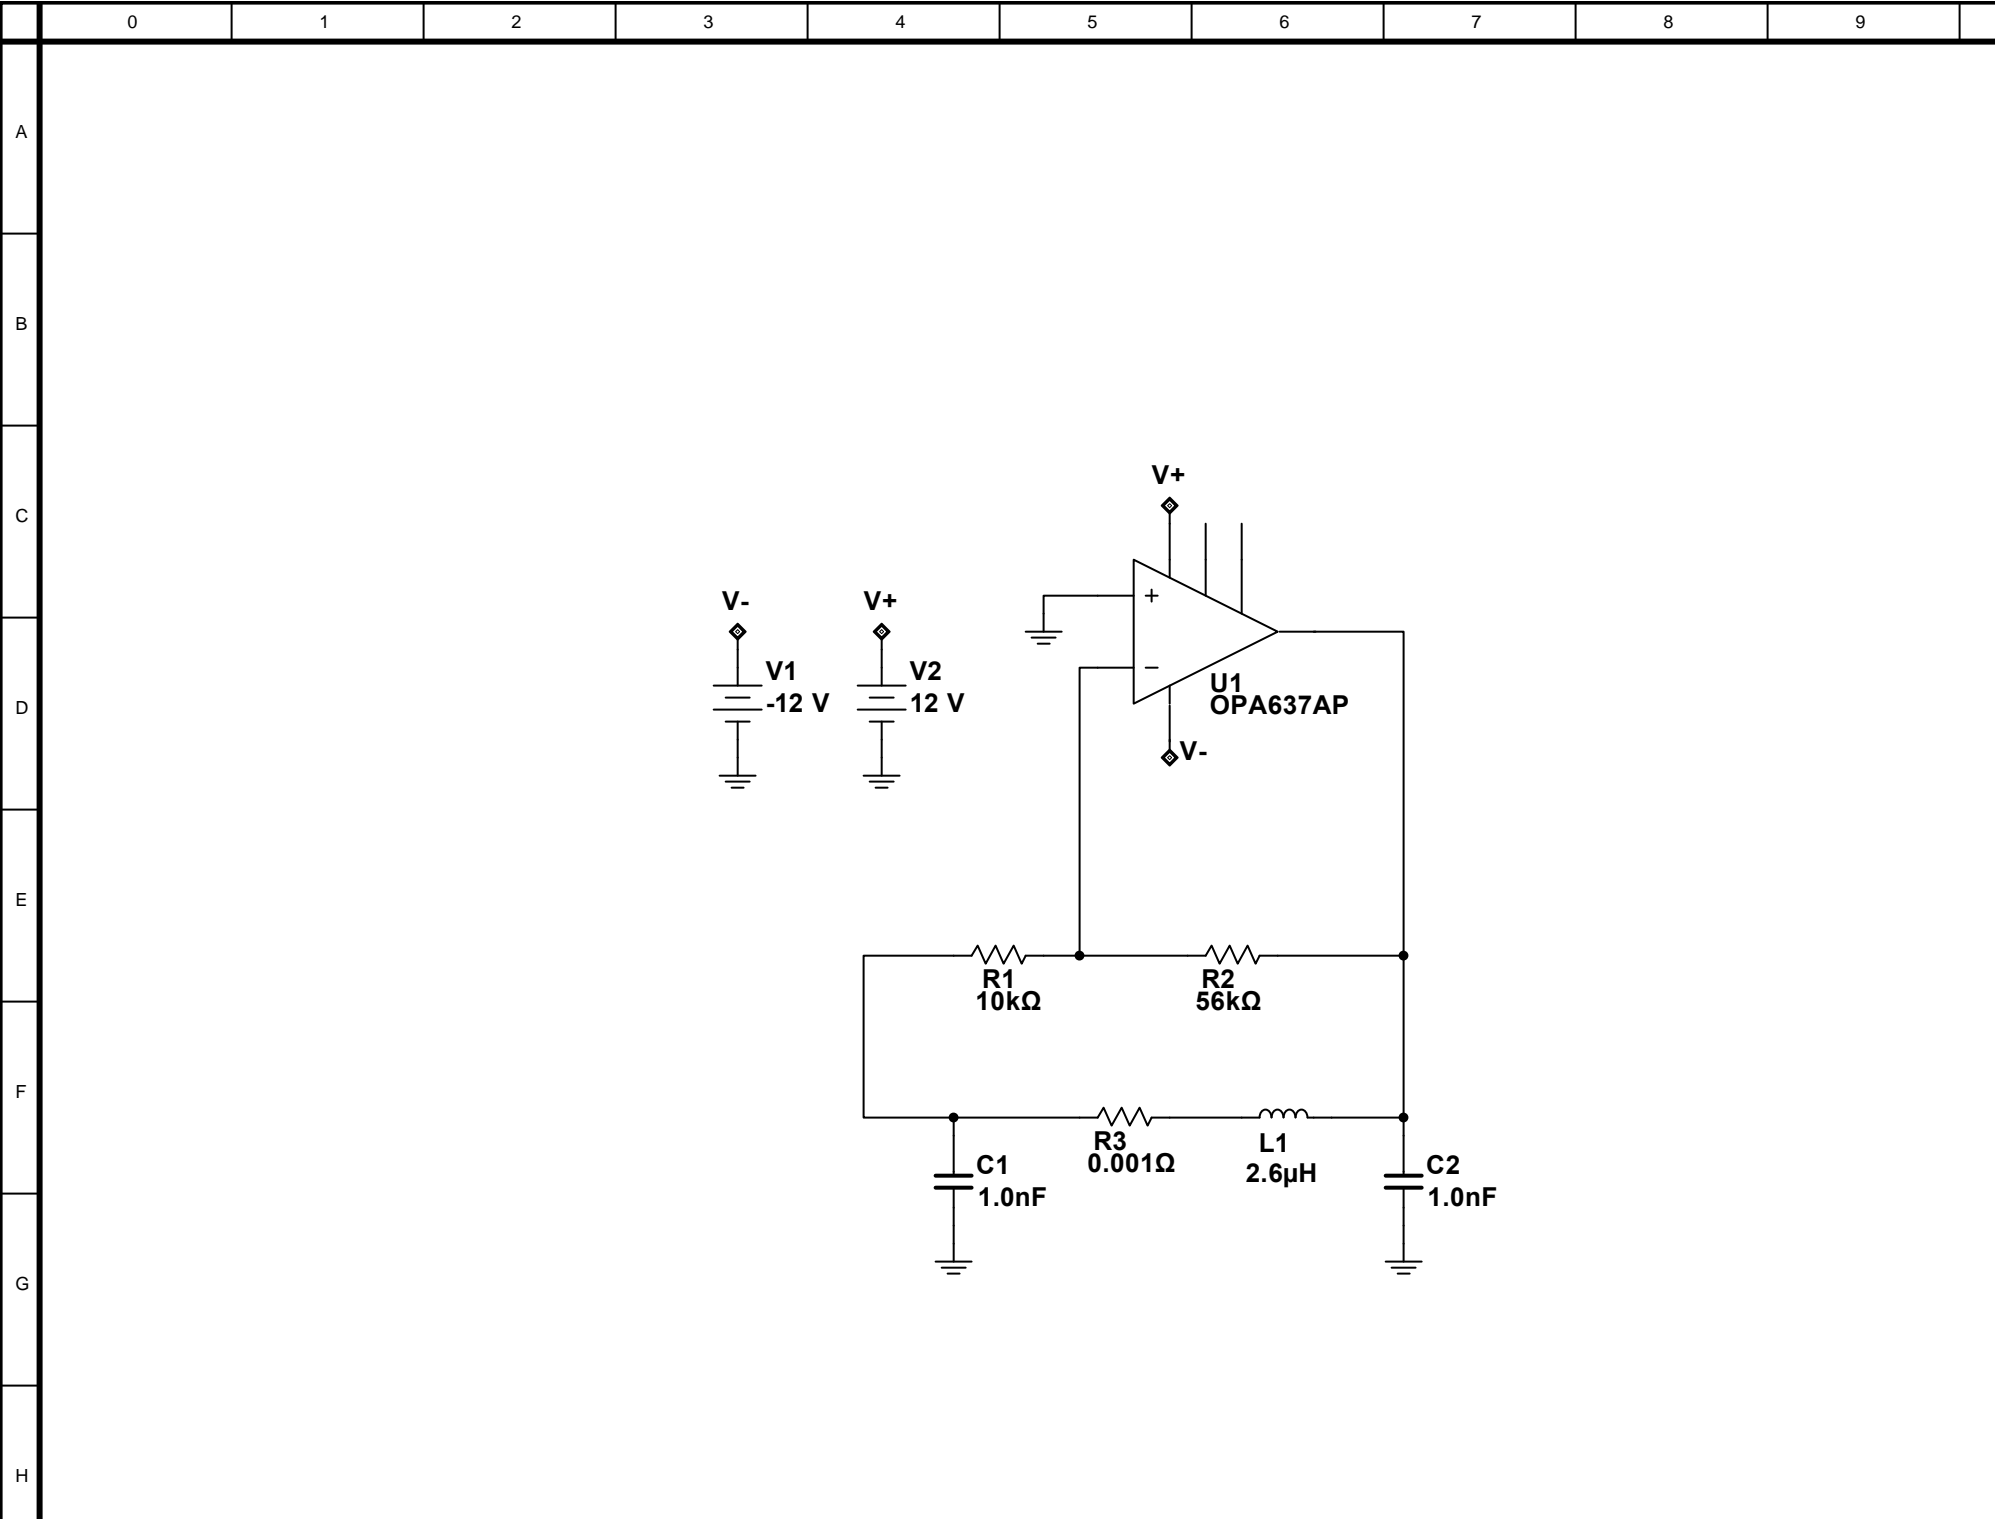 0 1 2 3 4 5 6 7 8 9
A
B
C
D
E
F
G
H
V+
V-
V1
-12 V
V+
V2
12 V
+
−
U1
OPA637AP
V-
R1
10kΩ
R2
56kΩ
R3
0.001Ω
L1
2.6µH
C1
1.0nF
C2
1.0nF